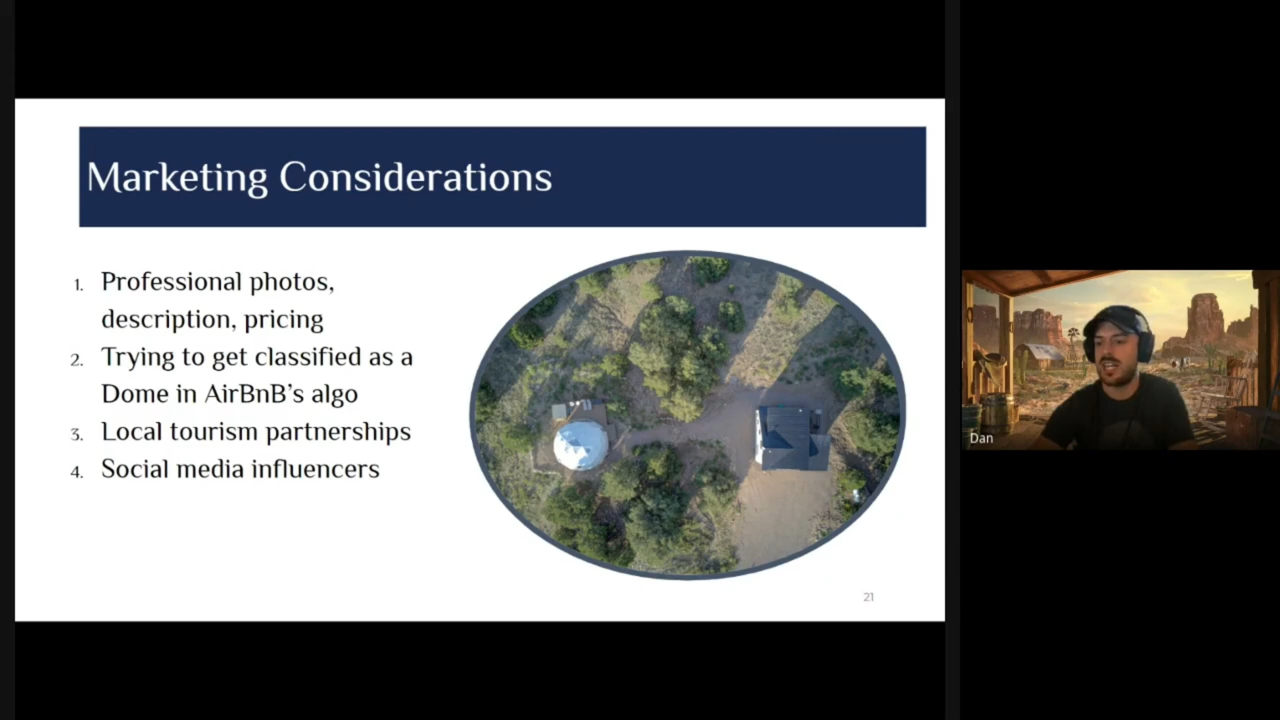 Marketing Considerations
1. Professional photos,
description, pricing
2. Trying to get classified as a
Dome in AirBnB’s algo
3. Local tourism partnerships
4. Social media influencers
21
Dan